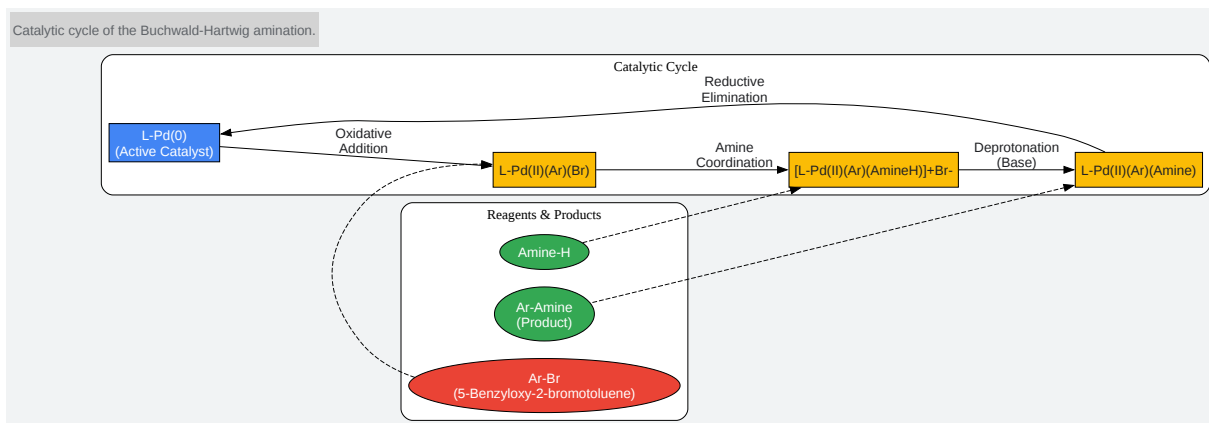 Catalytic cycle of the Buchwald-Hartwig amination.
Catalytic Cycle
Reductive
Elimination
L-Pd(0)
(Active Catalyst)
Oxidative
Addition
L-Pd(II)(Ar)(Br)
Amine
Coordination
[L-Pd(II)(Ar)(AmineH)]+Br-
Deprotonation
(Base)
L-Pd(II)(Ar)(Amine)
Reagents & Products
Amine-H
Ar-Amine
(Product)
Ar-Br
(5-Benzyloxy-2-bromotoluene)